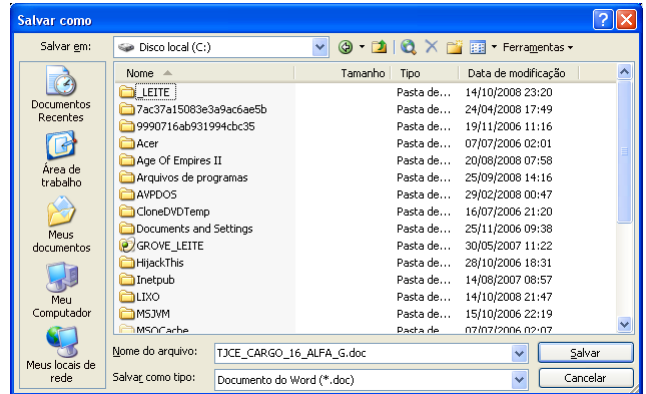 Salvar como
Salvar em: Disco local (C:) Ferramentas
Nome Tamanho Tipo Data de modificação
_LEITE Pasta de... 14/10/2008 23:20
7ac37a15083e3a9ac6ae5b Pasta de... 24/04/2008 17:49
9990716ab931994cbc35 Pasta de... 19/11/2006 11:16
Acer Pasta de... 07/07/2006 02:01
Age Of Empires II Pasta de... 20/08/2008 07:58
Arquivos de programas Pasta de... 25/09/2008 14:16
AVPDOS Pasta de... 29/02/2008 00:47
CloneDVDTemp Pasta de... 16/07/2006 21:20
Documents and Settings Pasta de... 25/11/2006 09:38
GROVE_LEITE Pasta de... 30/05/2007 11:22
HijackThis Pasta de... 28/10/2006 18:31
Inetpub Pasta de... 14/08/2007 08:57
LIXO Pasta de... 14/10/2008 21:47
MSJVM Pasta de... 15/10/2006 22:19
MSOCache Pasta de 07/07/2006 02:07
Documentos
Recentes
Área de
trabalho
Meus
documentos
Meu
Computador
Meus locais de
rede
Nome do arquivo: TJCE_CARGO_16_ALFA_G.doc Salvar
Salvar como tipo: Documento do Word (*.doc) Cancelar